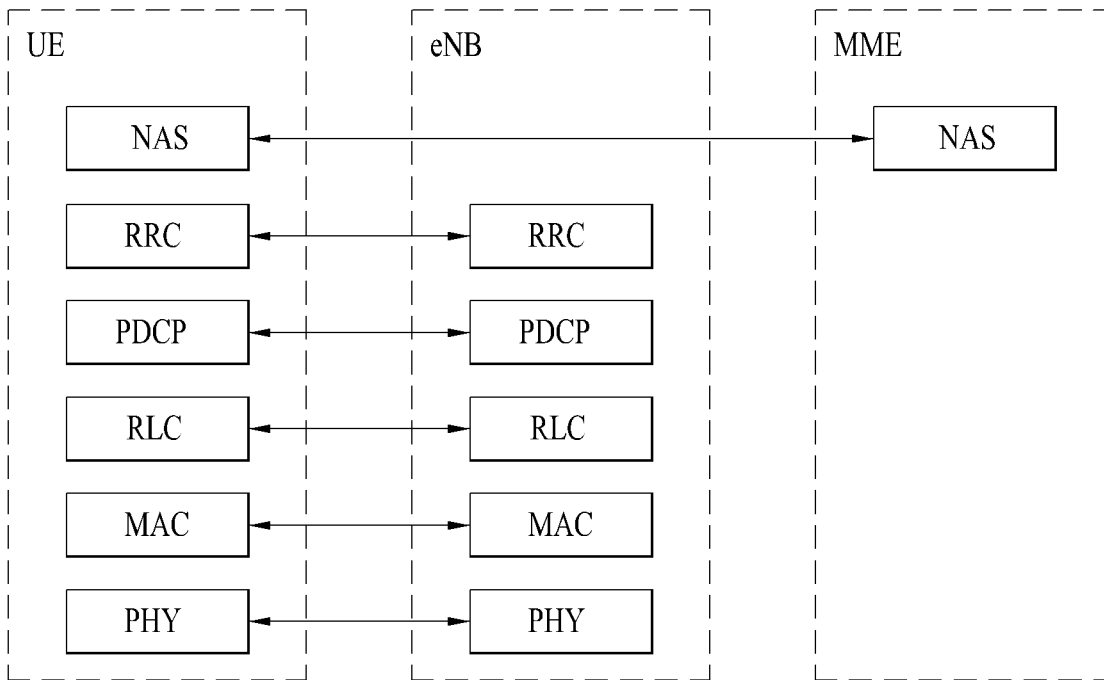 UE eNB MME
NAS NAS
RRC RRC
PDCP PDCP
RLC RLC
MAC MAC
PHY PHY